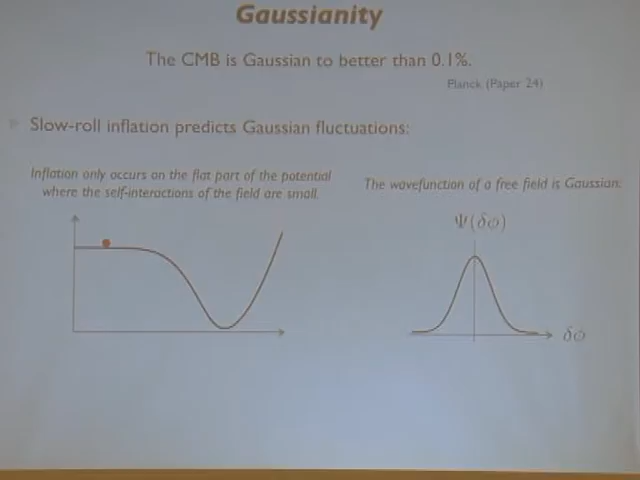 Gaussianity
The CMB is Gaussian to better than 0.1%.
Planck (Paper 24)
Slow-roll inflation predicts Gaussian fluctuations:
Inflation only occurs on the flat part of the potential
where the self-interactions of the field are small.
The wavefunction of a free field is Gaussian:
Ψ(δφ)
δφ